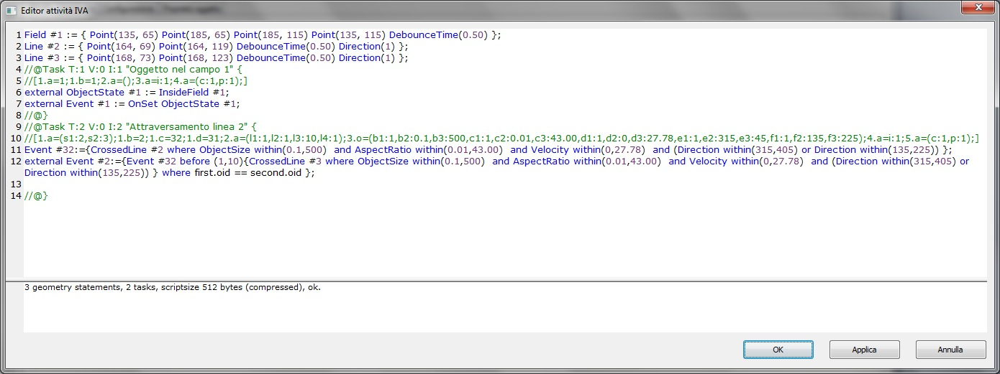 Editor attività IVA
1 Field #1 := { Point(135, 65) Point(185, 65) Point(185, 115) Point(135, 115) DebounceTime(0.50) };
2 Line #2 := { Point(164, 69) Point(164, 119) DebounceTime(0.50) Direction(1) };
3 Line #3 := { Point(168, 73) Point(168, 123) DebounceTime(0.50) Direction(1) };
4 //@Task T:1 V:0 I:1 "Oggetto nel campo 1" {
5 //[1.a=1;1.b=1;2.a=();3.a=i:1;4.a=(c:1,p:1);]
6 external ObjectState #1 := InsideField #1;
7 external Event #1 := OnSet ObjectState #1;
8 //@}
9 //@Task T:2 V:0 I:2 "Attraversamento linea 2" {
10 //[1.a=(s1:2,s2:3);1.b=2;1.c=32;1.d=31;2.a=(l1:1,l2:1,l3:10,l4:1);3.o=(b1:1,b2:0.1,b3:500,c1:1,c2:0.01,c3:43.00,d1:1,d2:0,d3:27.78,e1:1,e2:315,e3:45,f1:1,f2:135,f3:225);4.a=i:1;5.a=(c:1,p:1);]
11 Event #32:={CrossedLine #2 where ObjectSize within(0.1,500)  and AspectRatio within(0.01,43.00)  and Velocity within(0,27.78)  and (Direction within(315,405) or Direction within(135,225)) };
12 external Event #2:={Event #32 before (1,10){CrossedLine #3 where ObjectSize within(0.1,500)  and AspectRatio within(0.01,43.00)  and Velocity within(0,27.78)  and (Direction within(315,405) or
Direction within(135,225)) } where first.oid == second.oid };
13
14 //@}
3 geometry statements, 2 tasks, scriptsize 512 bytes (compressed), ok.
OK
Applica
Annulla